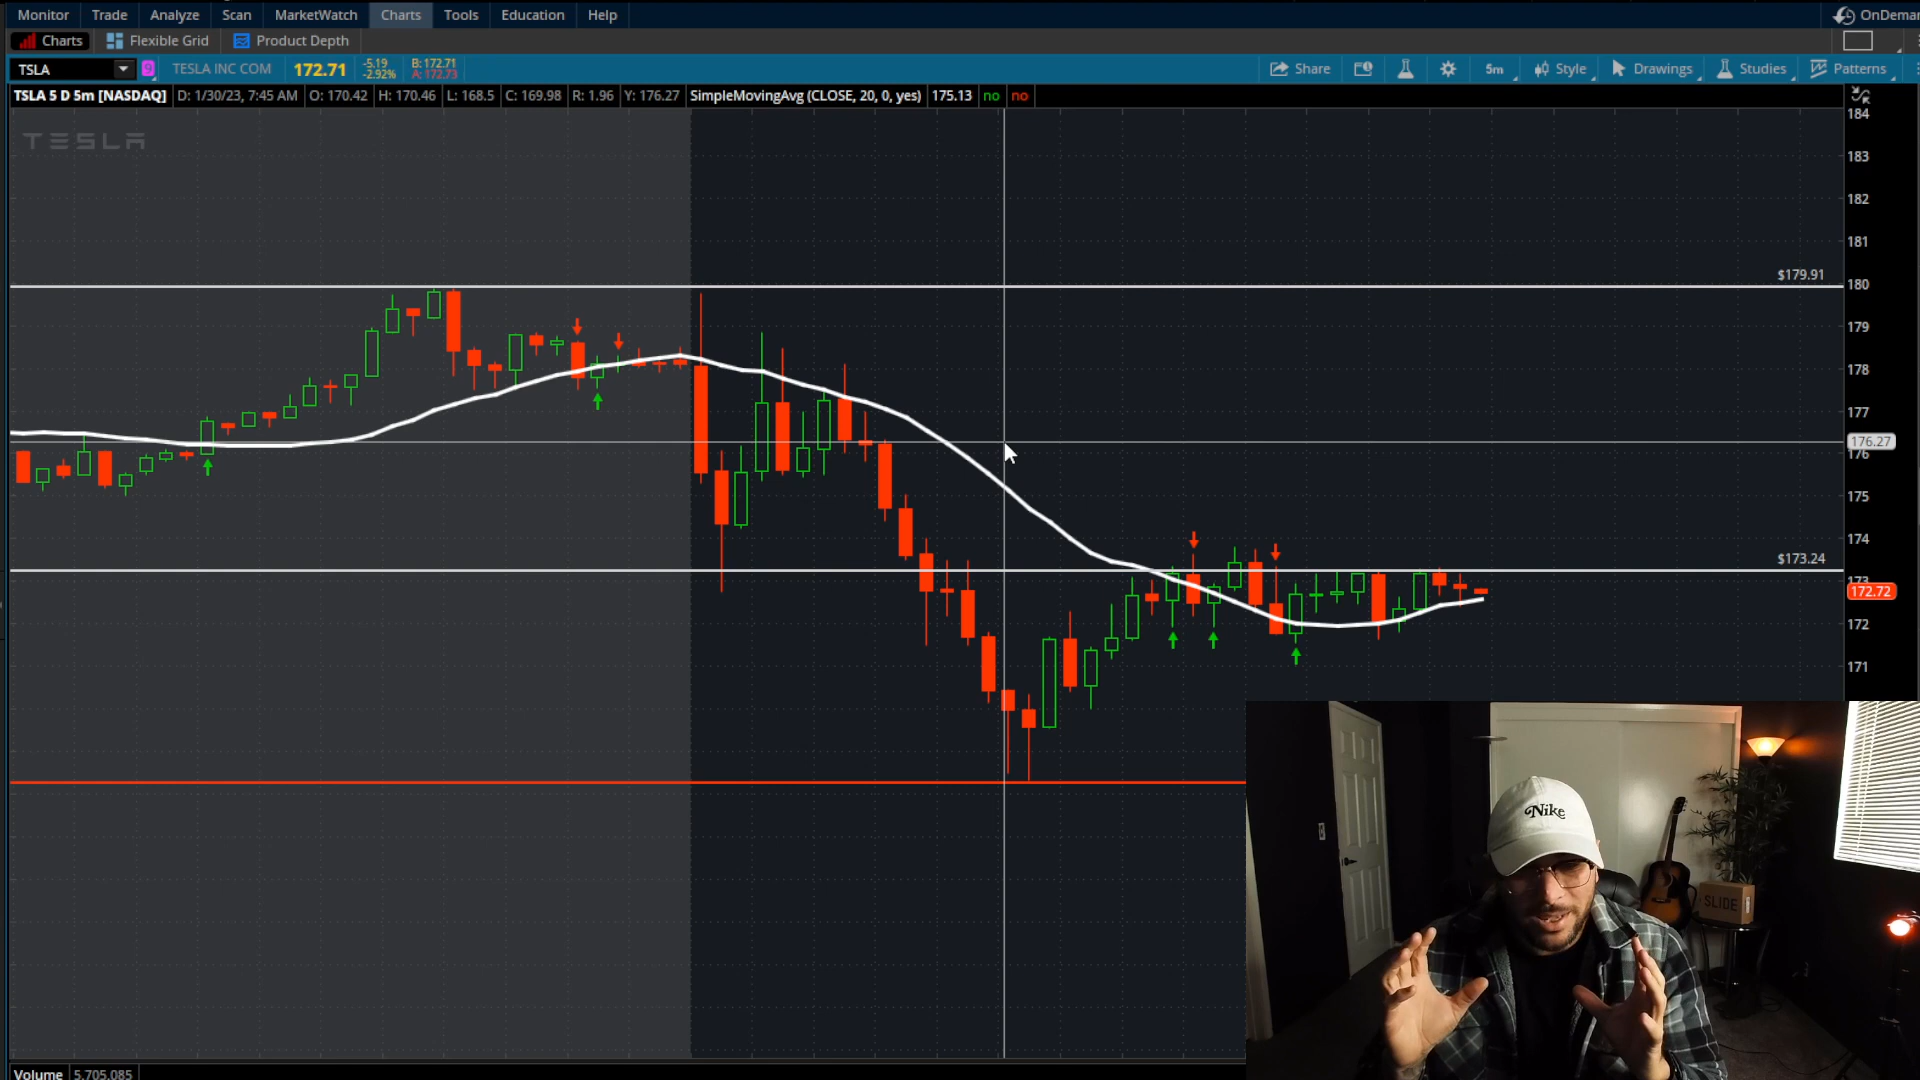 Monitor Trade Analyze Scan MarketWatch Charts Tools Education Help OnDemar
Charts Flexible Grid Product Depth
TSLA 9 TESLA INC COM 172.71 -5.19 B: 172.71
-2.92% A: 172.73
Share 5m Style Drawings Studies Patterns
TSLA 5 D 5m [NASDAQ] D: 1/30/23, 7:45 AM O: 170.42 H: 170.46 L: 168.5 C: 169.98 R: 1.96 Y: 176.27 SimpleMovingAvg (CLOSE, 20, 0, yes) 175.13 no no
184
TESLA
183
182
181
$179.91
180
179
178
177
176.27
176
175
174
$173.24
173
172.72
172
171
Nike
SLIDE
Volume 5,705,085